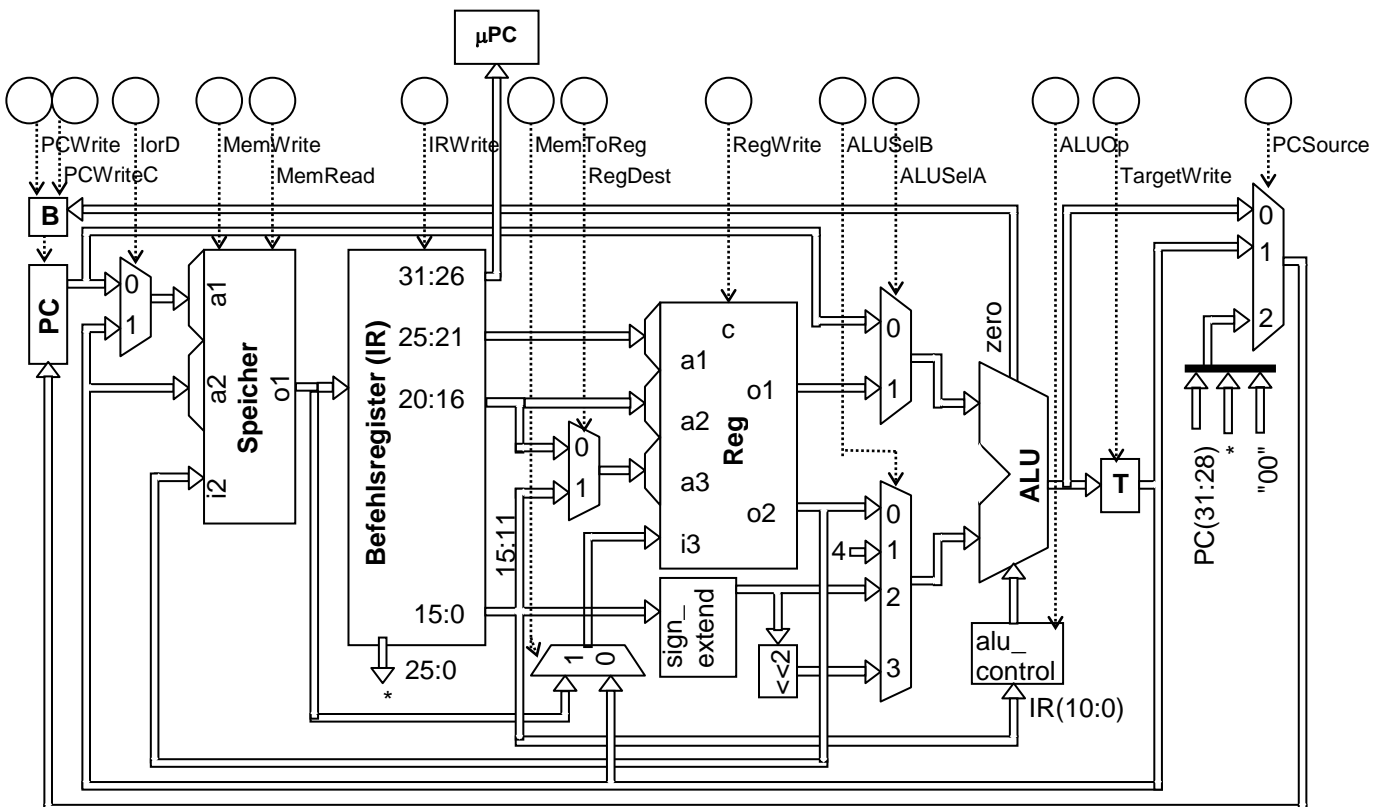 µPC
PCWrite
IorD
MemWrite
IRWrite
MemToReg
RegWrite
ALUSelB
ALUOp
PCSource
PCWriteC
MemRead
RegDest
ALUSelA
TargetWrite
B
PC
0
1
a1
a2
i2
Speicher
o1
Befehlsregister (IR)
31:26
25:21
20:16
15:11
15:0
25:0
*
0
1
1
0
c
a1
a2
a3
i3
Reg
o1
o2
sign_
extend
<<2
0
1
4
0
1
2
3
zero
ALU
alu_
control
IR(10:0)
T
0
1
2
PC(31:28)
*
"00"